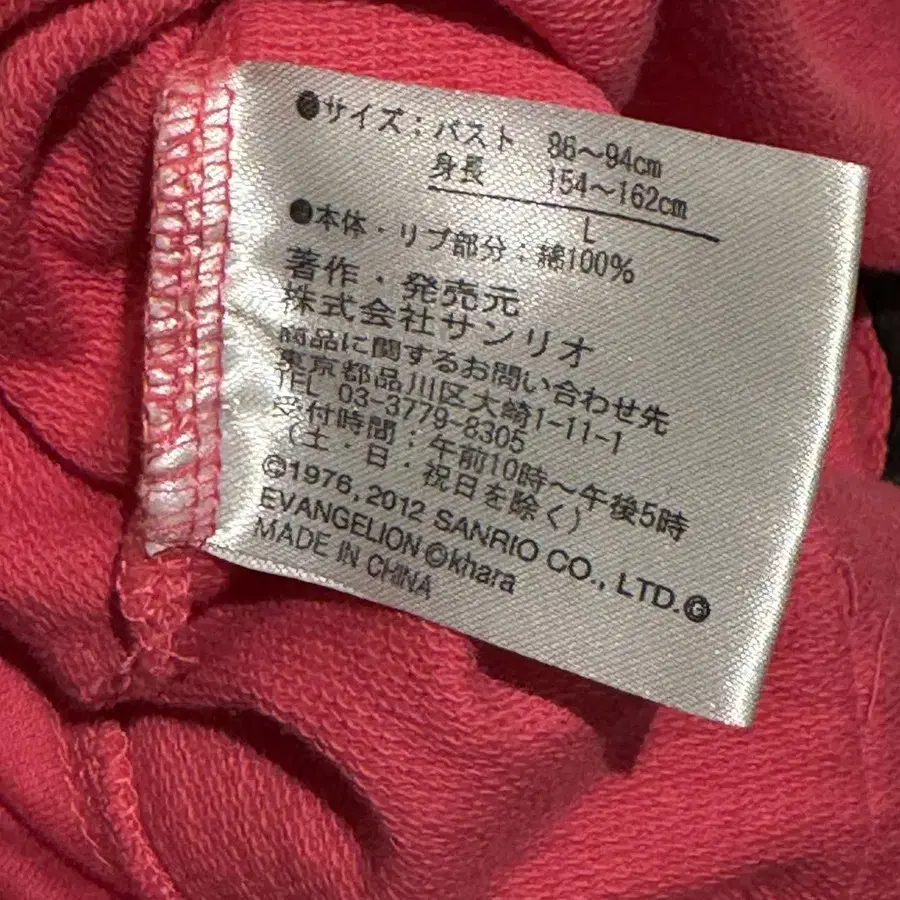 ●サイズ：バスト 86～94cm
身長 154～162cm
L
●本体・リブ部分：綿100%
著作・発売元
株式会社サンリオ
商品に関するお問い合わせ先
東京都品川区大崎1-11-1
TEL 03-3779-8305
受付時間：午前10時～午後5時
（土・日・祝日を除く）
©1976, 2012 SANRIO CO., LTD.Ⓖ
EVANGELION ©khara
MADE IN CHINA